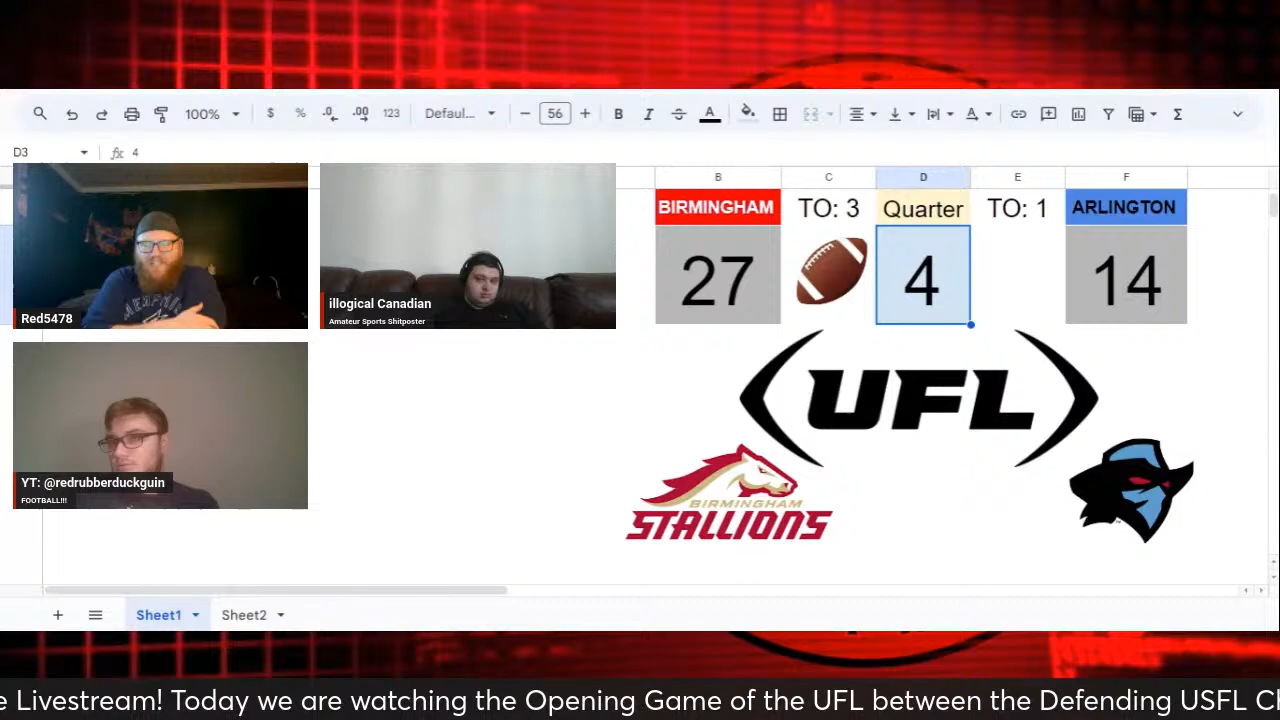 100%
$
%
.0
.00
123
Defaul...
56
B
I
A
Σ
D3
fx 4
B
C
D
E
F
BIRMINGHAM
TO: 3
Quarter
TO: 1
ARLINGTON
27
4
14
UFL
BIRMINGHAM
STALLIONS
Red5478
illogical Canadian
Amateur Sports Shitposter
YT: @redrubberduckguin
FOOTBALL!!!
Sheet1
Sheet2
e Livestream! Today we are watching the Opening Game of the UFL between the Defending USFL